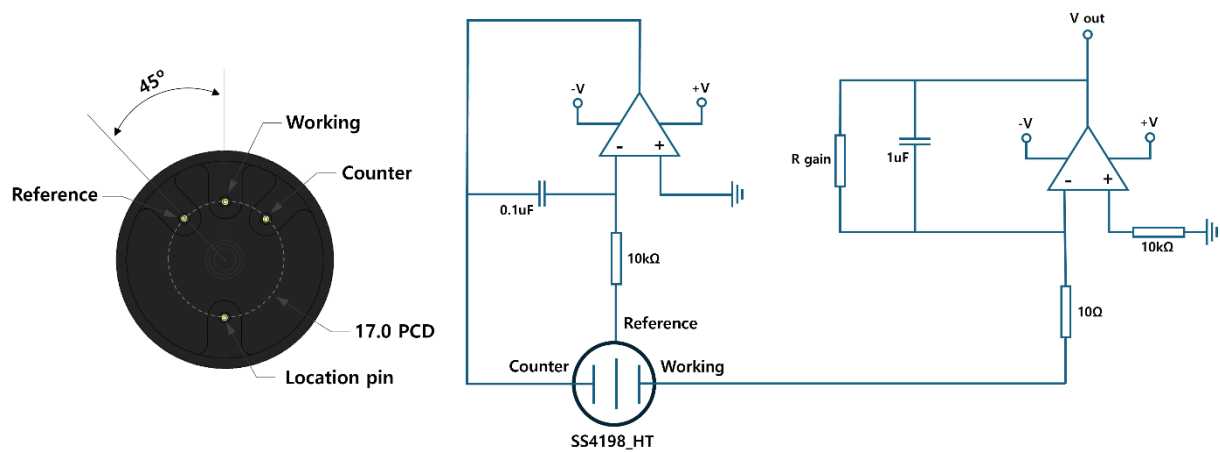 45º
Working
Counter
Reference
17.0 PCD
Location pin
-V
+V
-
+
0.1uF
10kΩ
Reference
Counter
Working
SS4198_HT
V out
-V
+V
R gain
1uF
-
+
10kΩ
10Ω